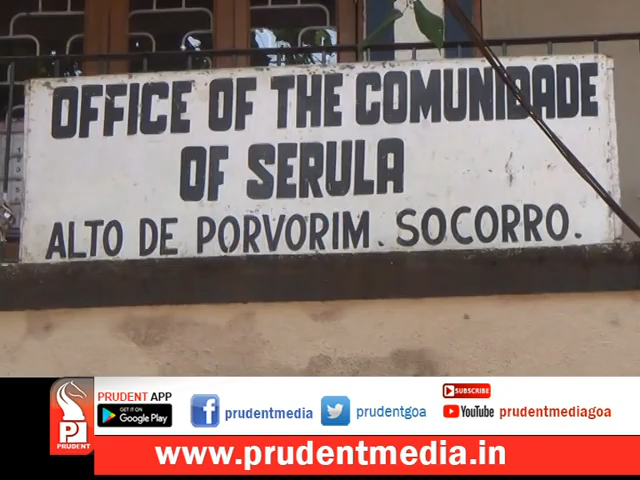 OFFICE OF THE COMUNIDADE
OF SERULA
ALTO DE PORVORIM. SOCORRO.
PRUDENT APP
GET IT ON
Google Play
prudentmedia
prudentgoa
SUBSCRIBE
YouTube prudentmediagoa
PRUDENT
www.prudentmedia.in